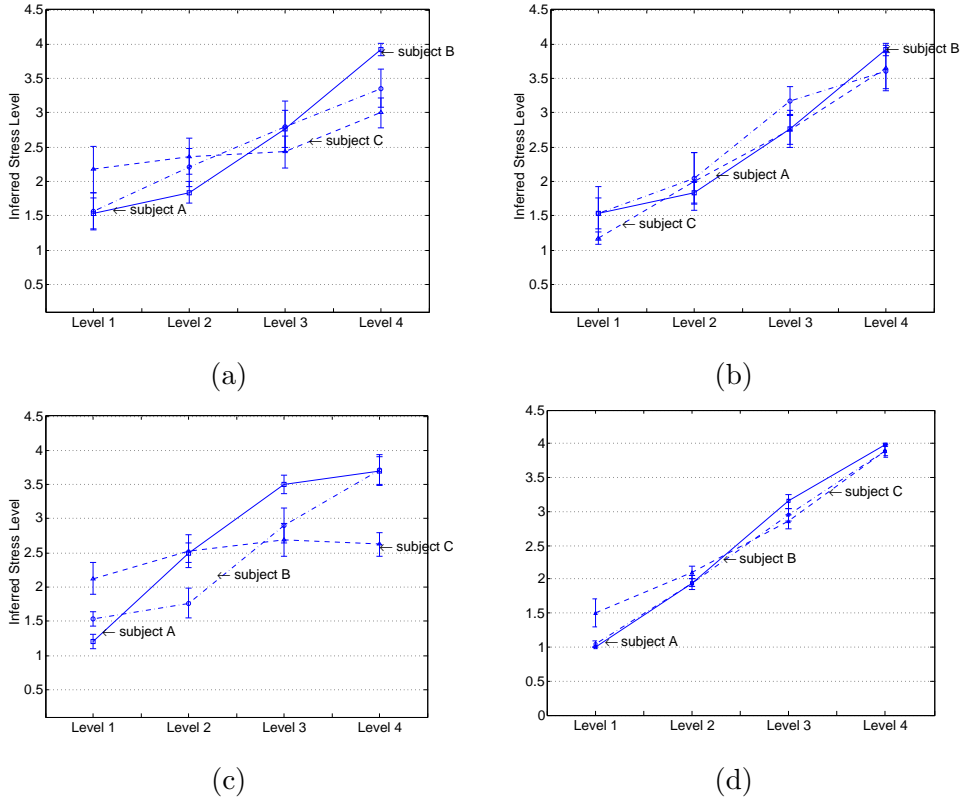 4.5
4
3.5
3
2.5
2
1.5
1
0.5
Inferred Stress Level
Level 1 Level 2 Level 3 Level 4
← subject B
← subject C
← subject A
(a)
4.5
4
3.5
3
2.5
2
1.5
1
0.5
Inferred Stress Level
Level 1 Level 2 Level 3 Level 4
← subject B
← subject A
← subject C
(b)
4.5
4
3.5
3
2.5
2
1.5
1
0.5
Inferred Stress Level
Level 1 Level 2 Level 3 Level 4
← subject C
← subject B
← subject A
(c)
4.5
4
3.5
3
2.5
2
1.5
1
0.5
0
Level 1 Level 2 Level 3 Level 4
← subject C
← subject B
← subject A
(d)